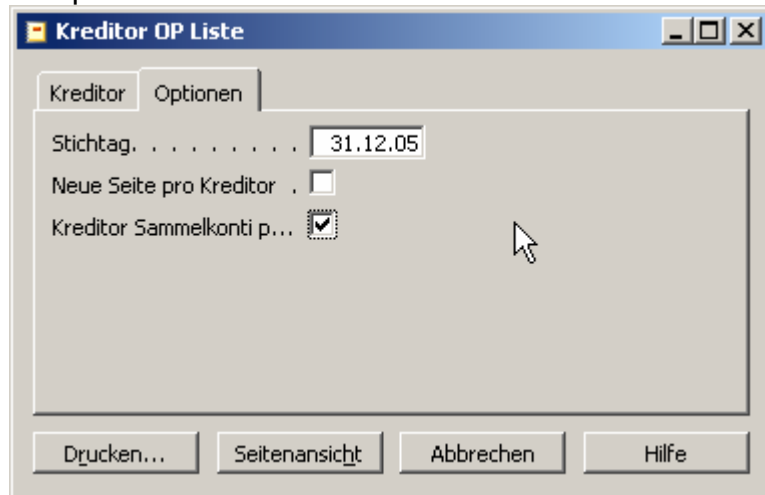 Kreditor OP Liste
Kreditor Optionen
Stichtag. . . . . . . . . . 31.12.05
Neue Seite pro Kreditor .
Kreditor Sammelkonti p...
Drucken... Seitenansicht Abbrechen Hilfe